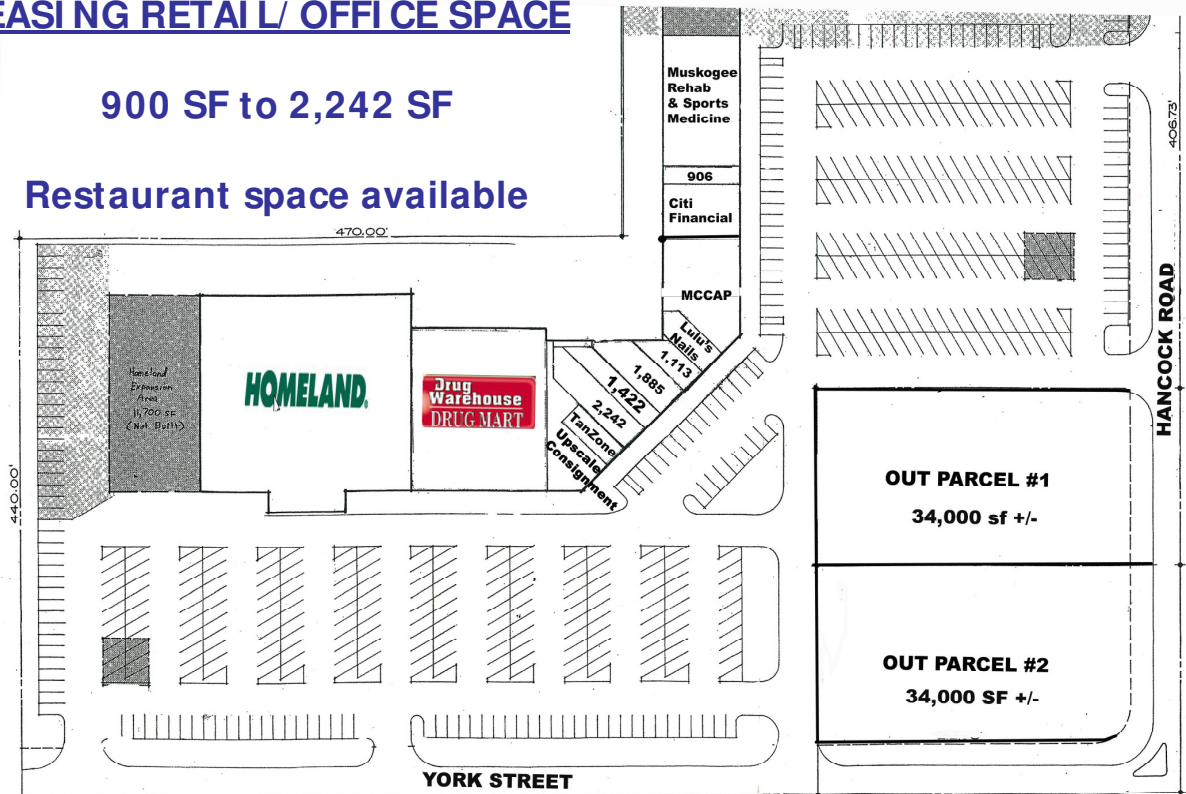 EASING RETAIL/ OFFICE SPACE
900 SF to 2,242 SF
Restaurant space available
Muskogee
Rehab
& Sports
Medicine
906
Citi
Financial
470.00'
406.73'
MCCAP
Lulu's
Nails
1.113
1,885
1,422
2,242
TanZone
Upscale
Consignment
Homeland
Expansion
Area
11,700 SF
(Not Built)
HOMELAND.
Drug
Warehouse
DRUG MART
440.00'
HANCOCK ROAD
OUT PARCEL #1
34,000 sf +/-
OUT PARCEL #2
34,000 SF +/-
YORK STREET